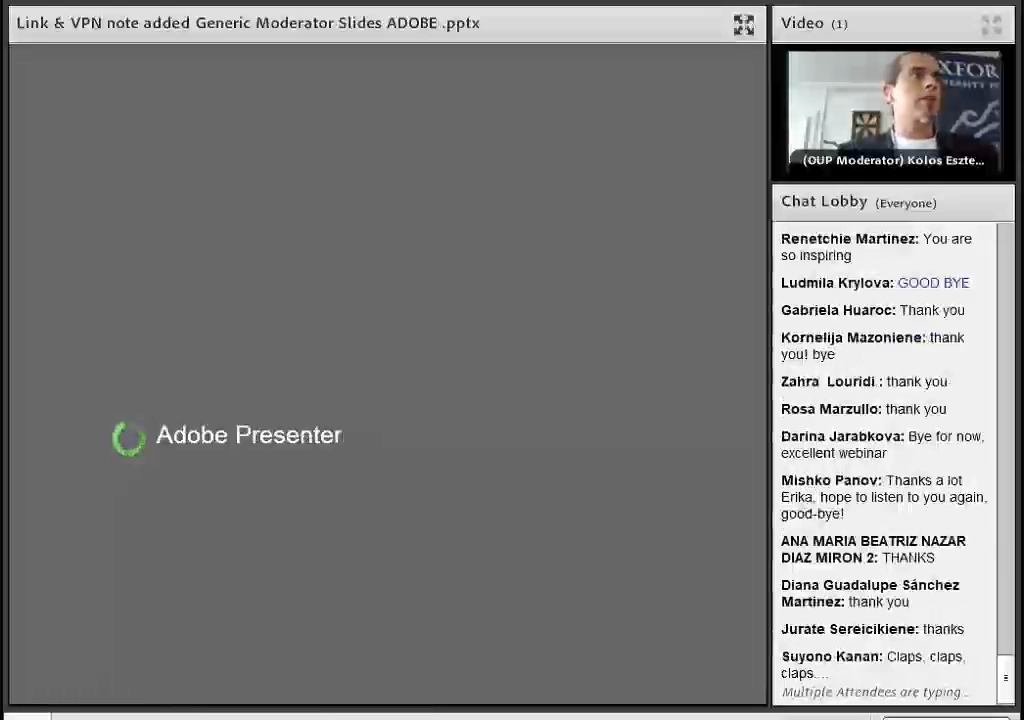 Link & VPN note added Generic Moderator Slides ADOBE .pptx
Adobe Presenter
Video (1)
XFOR
(OUP Moderator) Kolos Eszte...
Chat Lobby (Everyone)
Renetchie Martinez: You are
so inspiring
Ludmila Krylova: GOOD BYE
Gabriela Huaroc: Thank you
Kornelija Mazoniene: thank
you! bye
Zahra Louridi : thank you
Rosa Marzullo: thank you
Darina Jarabkova: Bye for now,
excellent webinar
Mishko Panov: Thanks a lot
Erika, hope to listen to you again,
good-bye!
ANA MARIA BEATRIZ NAZAR
DIAZ MIRON 2: THANKS
Diana Guadalupe Sánchez
Martinez: thank you
Jurate Sereicikiene: thanks
Suyono Kanan: Claps, claps,
claps....
Multiple Attendees are typing...